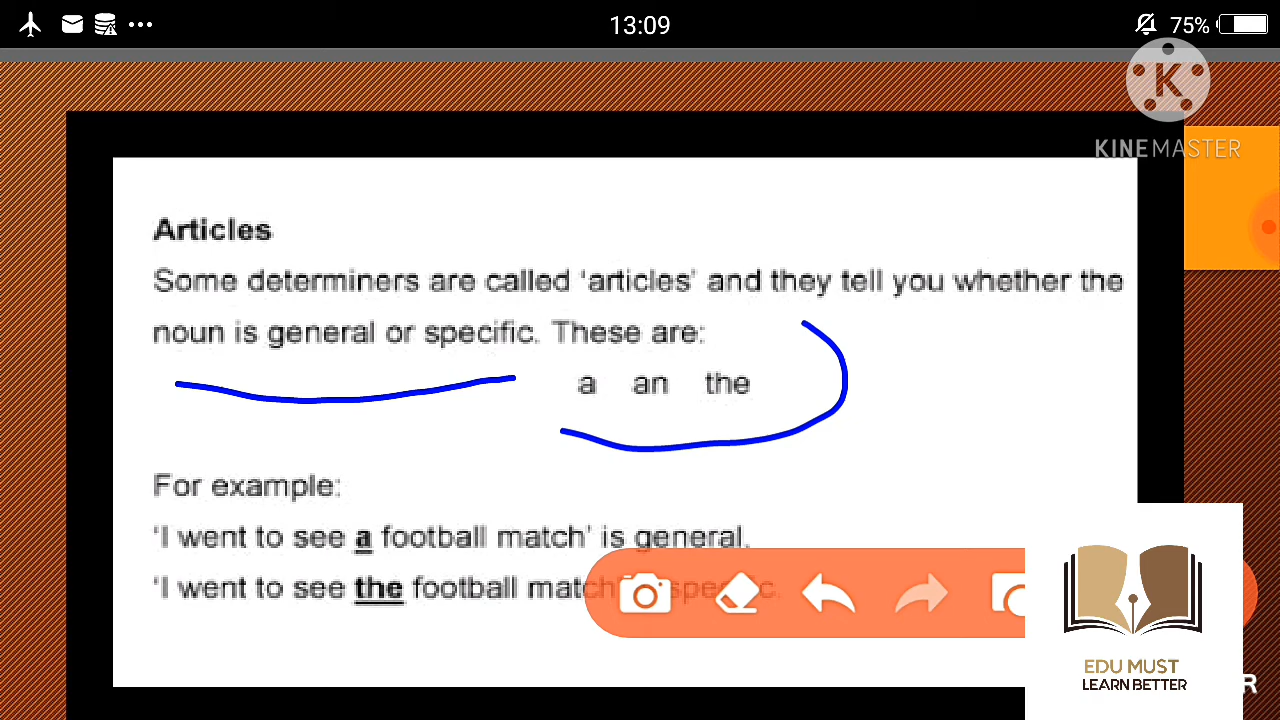 13:09
75%
K
KINEMASTER
Articles
Some determiners are called ‘articles’ and they tell you whether the
noun is general or specific. These are:
a an the
For example:
‘I went to see a football match’ is general.
‘I went to see the football match
EDU MUST
LEARN BETTER
R